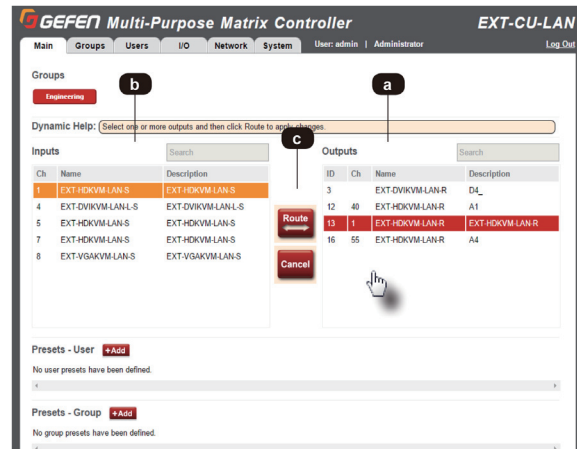 GEFEN Multi-Purpose Matrix Controller EXT-CU-LAN
Main Groups Users I/O Network System User: admin | Administrator Log Out
Groups
Engineering
b
a
Dynamic Help: Select one or more outputs and then click Route to apply changes.
c
Inputs Search
Ch Name Description
1 EXT-HDKVM-LAN-S EXT-HDKVM-LAN-S
4 EXT-DVIKVM-LAN-L-S EXT-DVIKVM-LAN-L-S
5 EXT-HDKVM-LAN-S EXT-HDKVM-LAN-S
7 EXT-HDKVM-LAN-S EXT-HDKVM-LAN-S
8 EXT-VGAKVM-LAN-S EXT-VGAKVM-LAN-S
Route
Cancel
Outputs Search
ID Ch Name Description
3 EXT-DVIKVM-LAN-R D4_
12 40 EXT-HDKVM-LAN-R A1
13 1 EXT-HDKVM-LAN-R EXT-HDKVM-LAN-R
16 55 EXT-HDKVM-LAN-R A4
Presets - User +Add
No user presets have been defined.
Presets - Group +Add
No group presets have been defined.